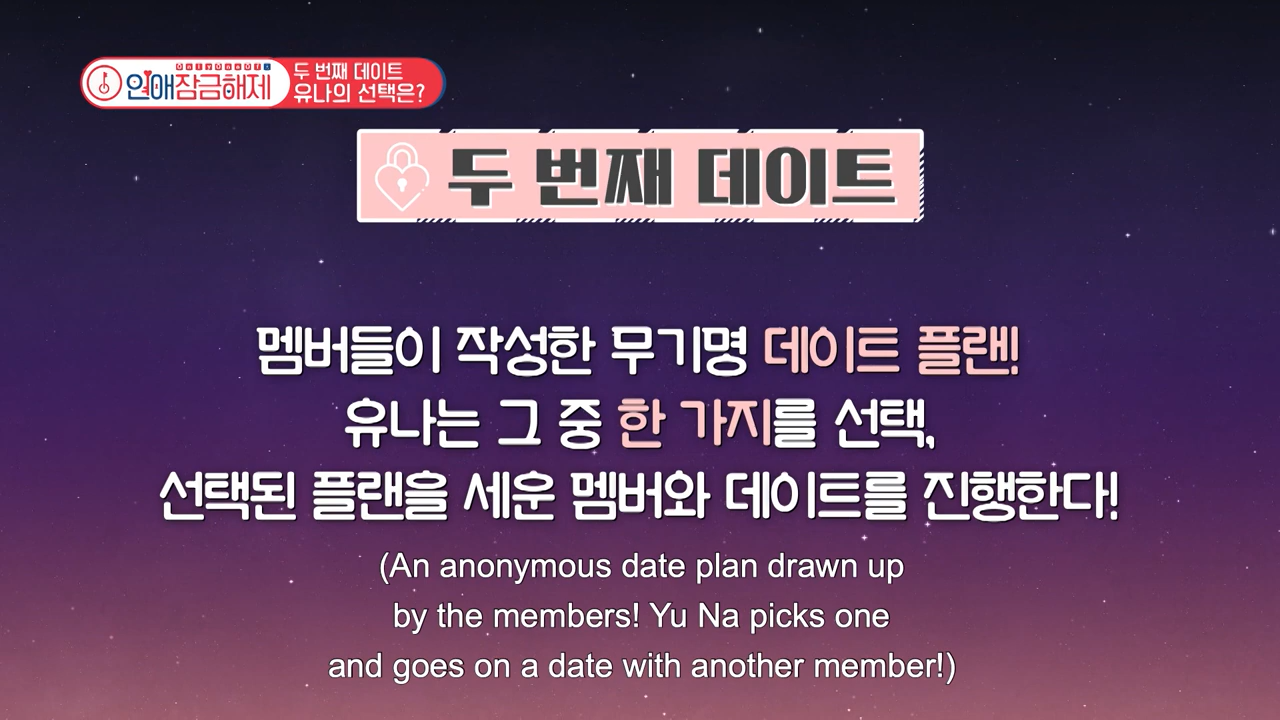 OnlyOneOf's
연애잠금해제
두 번째 데이트
유나의 선택은?
두 번째 데이트
멤버들이 작성한 무기명 데이트 플랜!
유나는 그 중 한 가지를 선택,
선택된 플랜을 세운 멤버와 데이트를 진행한다!
(An anonymous date plan drawn up
by the members! Yu Na picks one
and goes on a date with another member!)